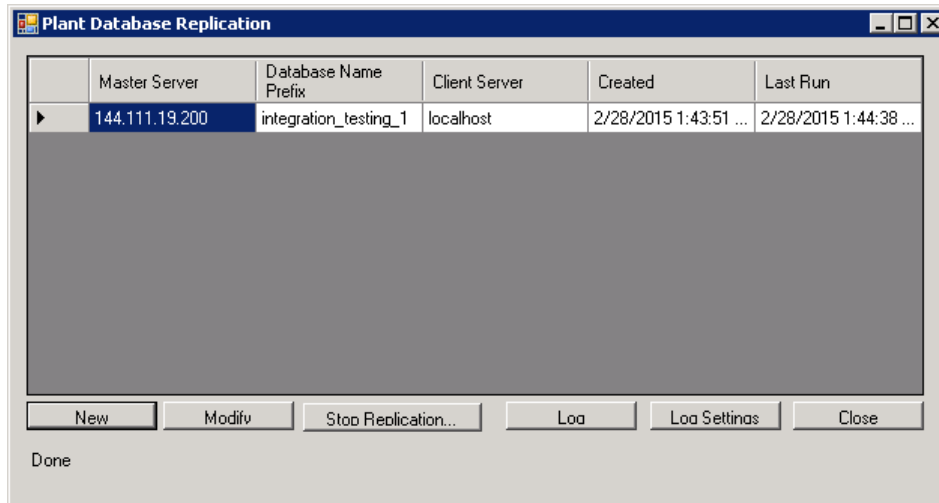 Plant Database Replication
Master Server
Database Name
Prefix
Client Server
Created
Last Run
144.111.19.200
integration_testing_1
localhost
2/28/2015 1:43:51 ...
2/28/2015 1:44:38 ...
New
Modify
Stop Replication...
Log
Log Settings
Close
Done